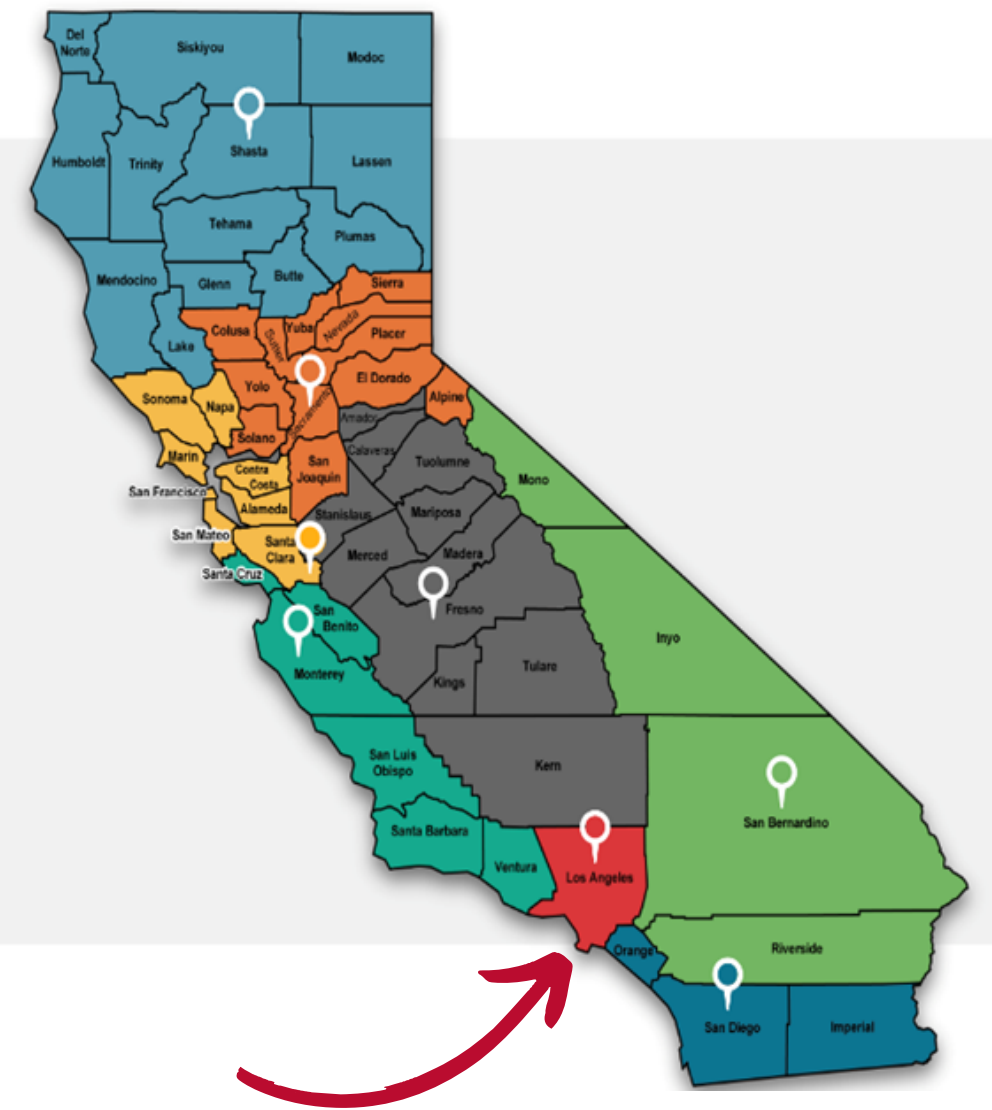 Del
Norte
Siskiyou
Modoc
Humboldt
Trinity
Shasta
Lassen
Tehama
Plumas
Mendocino
Glenn
Butte
Sierra
Lake
Colusa
Sutter
Yuba
Nevada
Placer
Sonoma
Napa
Yolo
Sacramento
El Dorado
Alpine
Solano
Amador
Marin
Contra
Costa
San
Joaquin
Calaveras
Tuolumne
Mono
San Francisco
Alameda
Stanislaus
Mariposa
San Mateo
Santa
Clara
Merced
Madera
Santa Cruz
San
Benito
Fresno
Inyo
Monterey
Kings
Tulare
San Luis
Obispo
Kern
San Bernardino
Santa Barbara
Ventura
Los Angeles
Orange
Riverside
San Diego
Imperial